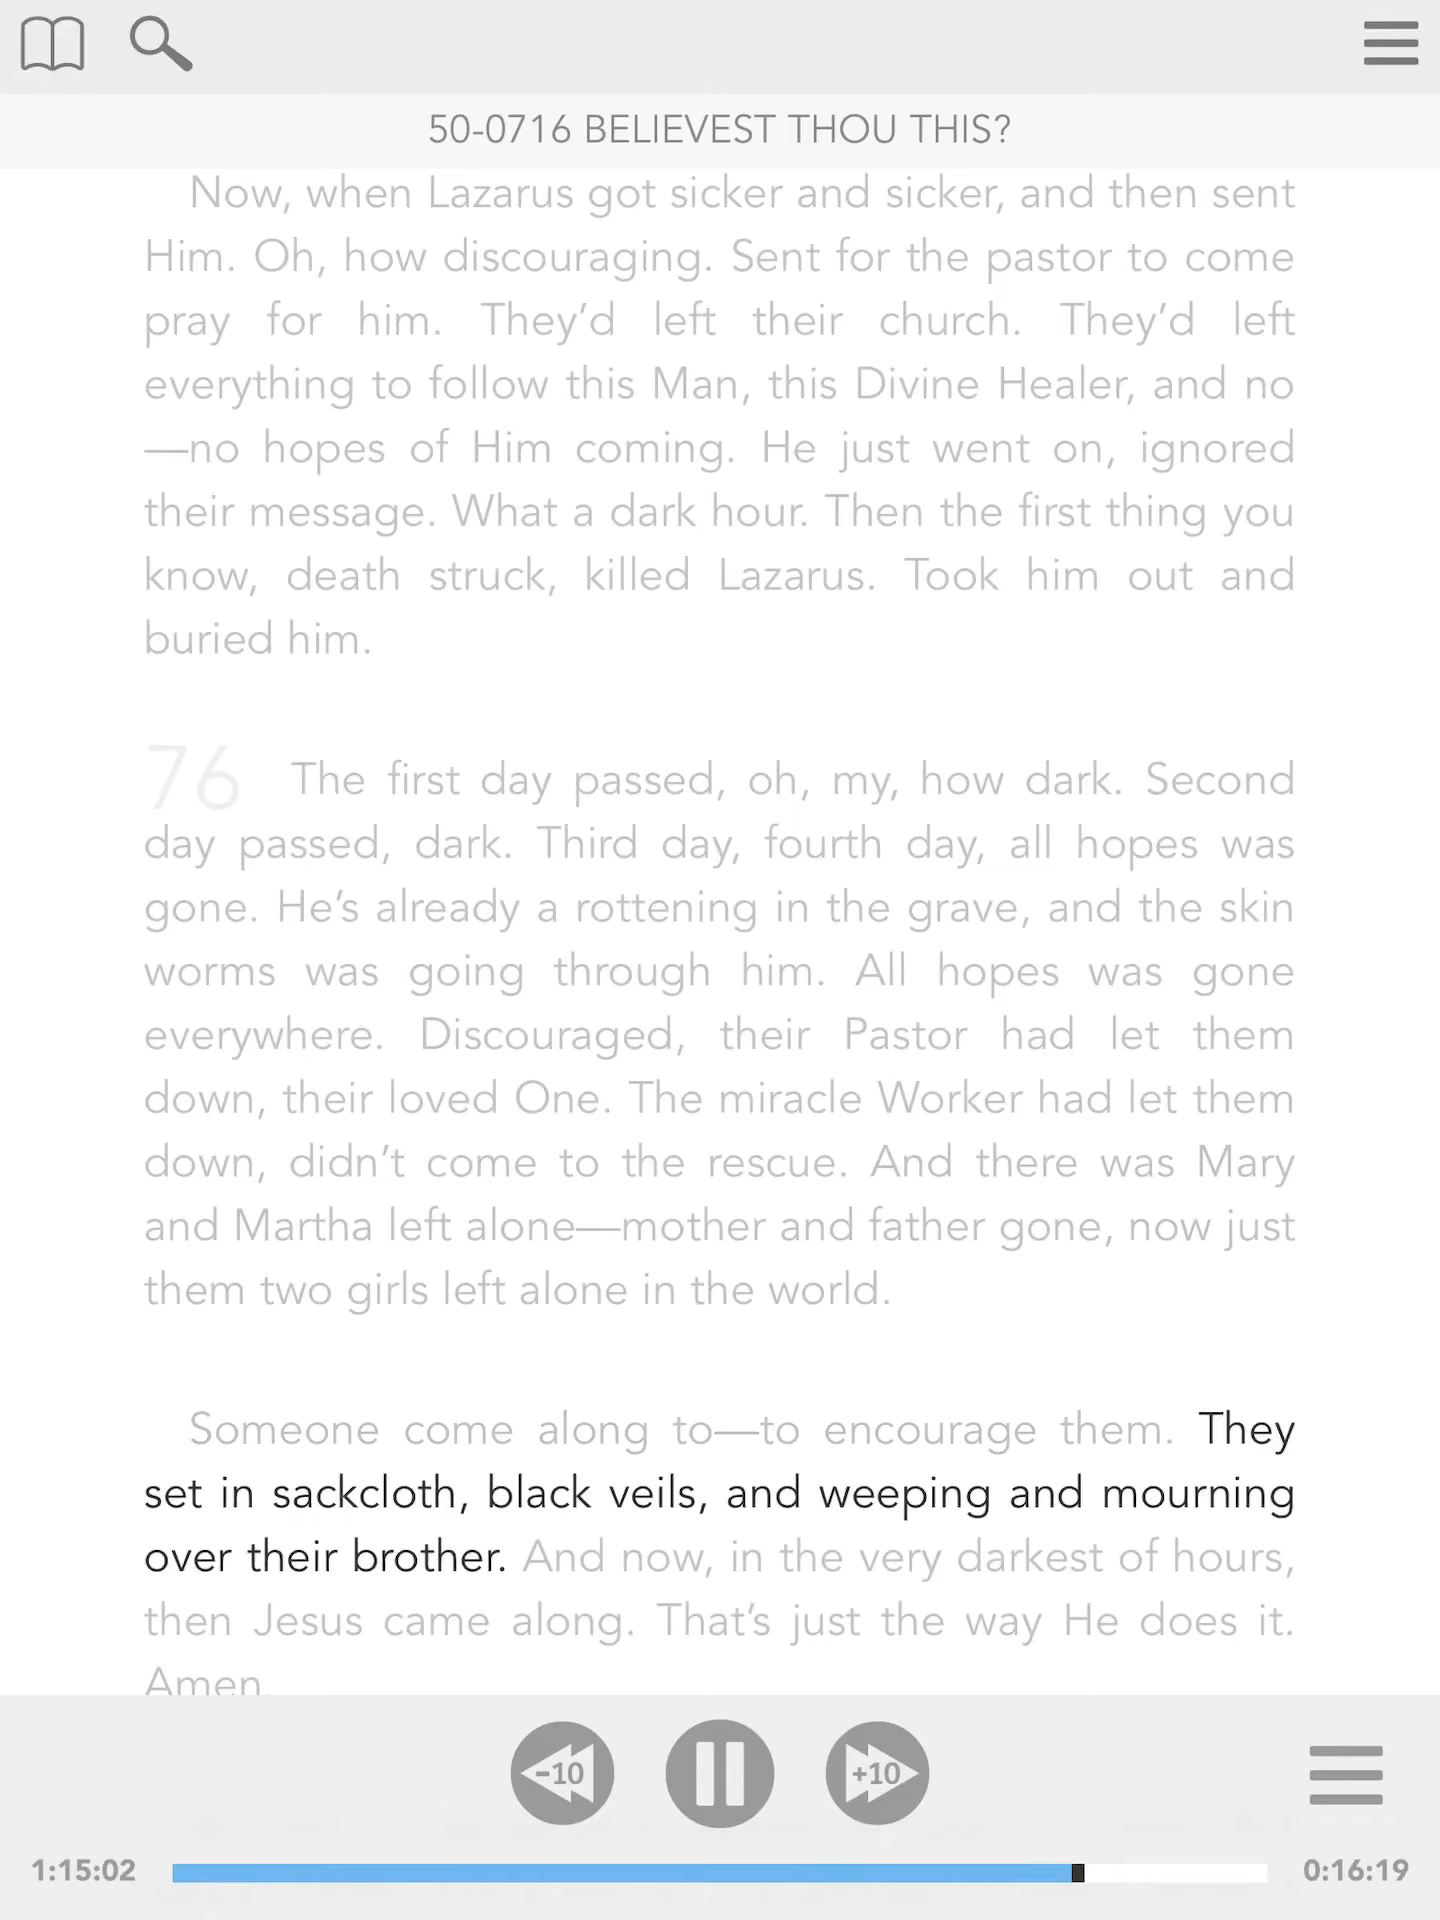 50-0716 BELIEVEST THOU THIS?
Now, when Lazarus got sicker and sicker, and then sent
Him. Oh, how discouraging. Sent for the pastor to come
pray for him. They’d left their church. They’d left
everything to follow this Man, this Divine Healer, and no
—no hopes of Him coming. He just went on, ignored
their message. What a dark hour. Then the first thing you
know, death struck, killed Lazarus. Took him out and
buried him.
76 The first day passed, oh, my, how dark. Second
day passed, dark. Third day, fourth day, all hopes was
gone. He’s already a rottening in the grave, and the skin
worms was going through him. All hopes was gone
everywhere. Discouraged, their Pastor had let them
down, their loved One. The miracle Worker had let them
down, didn’t come to the rescue. And there was Mary
and Martha left alone—mother and father gone, now just
them two girls left alone in the world.
Someone come along to—to encourage them. They
set in sackcloth, black veils, and weeping and mourning
over their brother. And now, in the very darkest of hours,
then Jesus came along. That’s just the way He does it.
Amen.
-10 +10
1:15:02 0:16:19